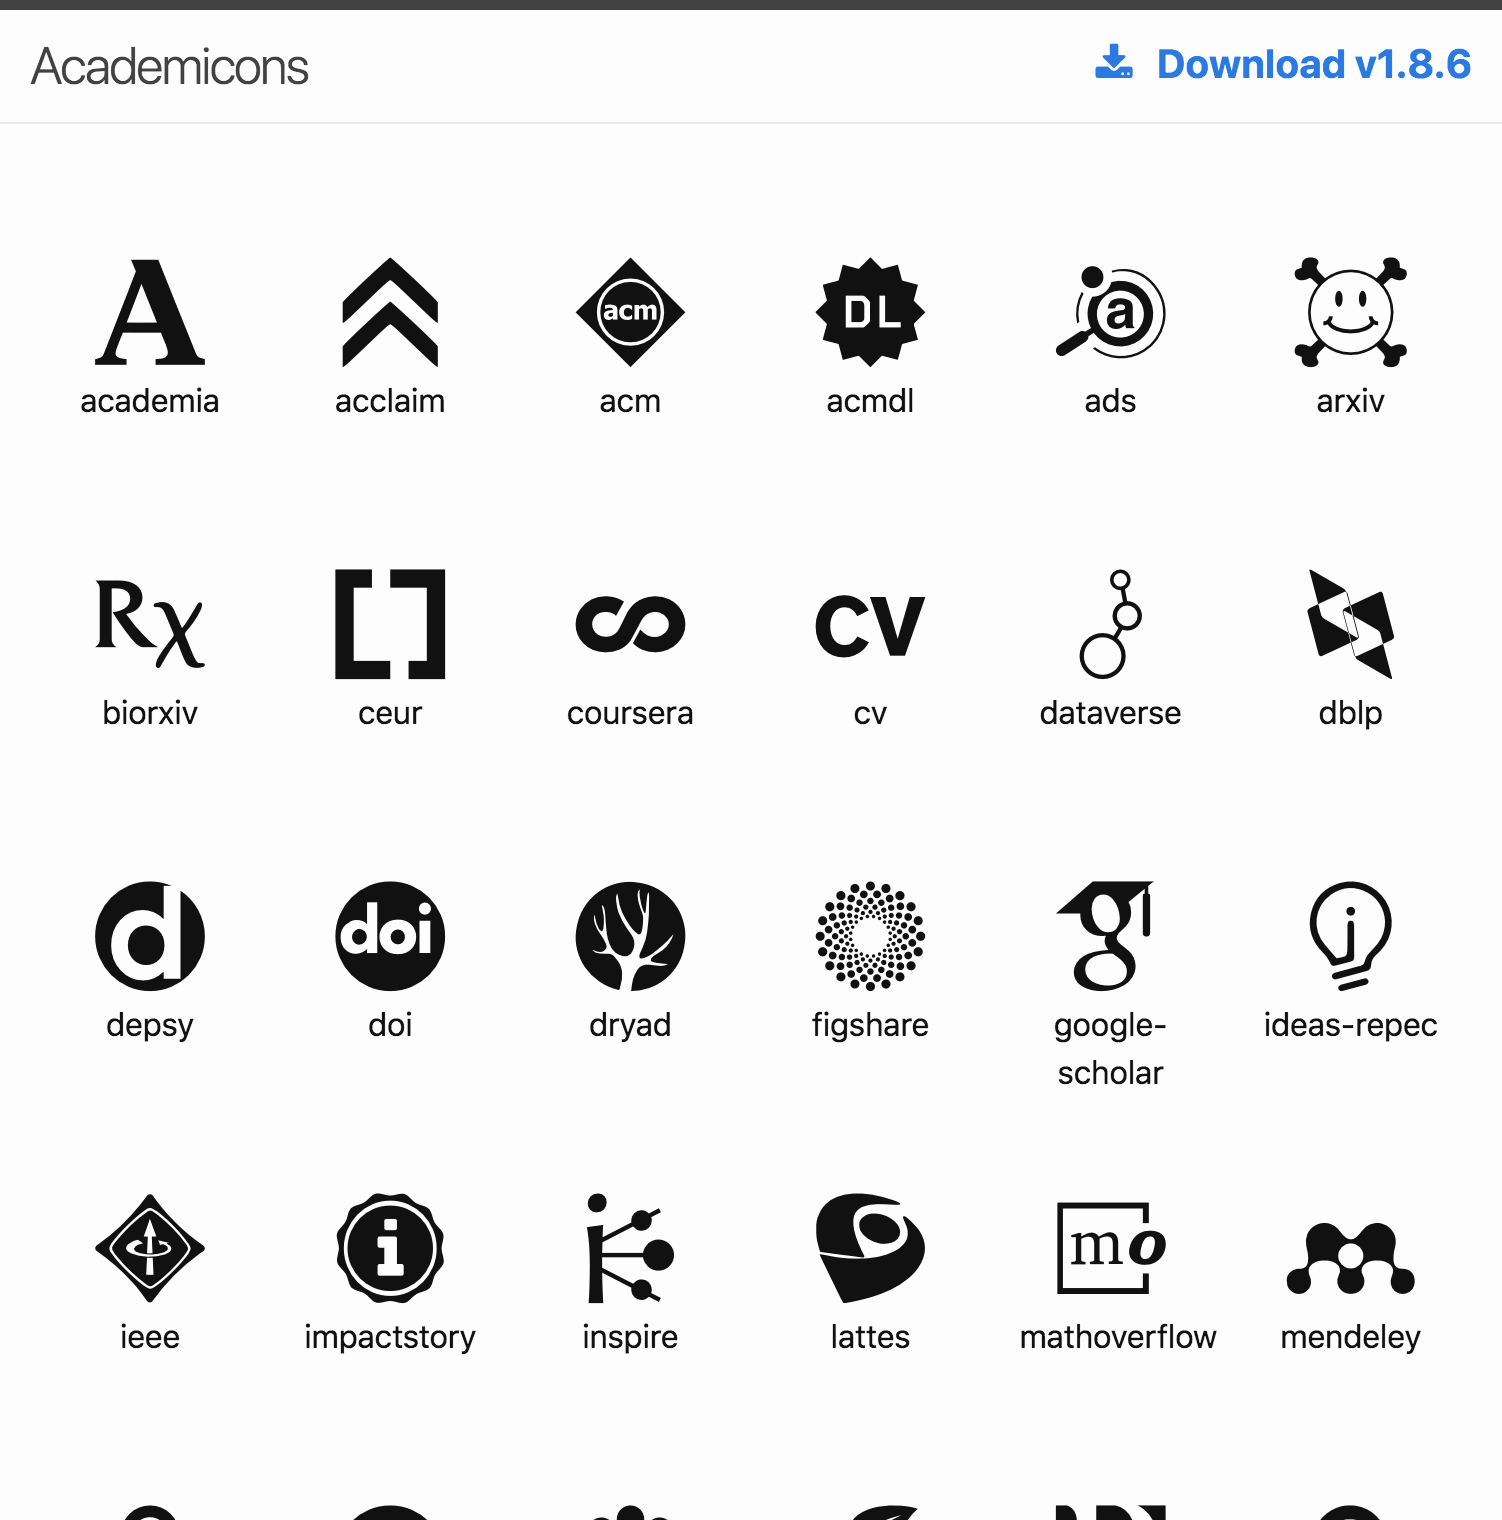 Academicons
Download v1.8.6
A
acm
DL
a
academia
acclaim
acm
acmdl
ads
arxiv
Rχ
cv
biorxiv
ceur
coursera
cv
dataverse
dblp
d
doi
g
i
depsy
doi
dryad
figshare
google-
scholar
ideas-repec
i
mo
ieee
impactstory
inspire
lattes
mathoverflow
mendeley